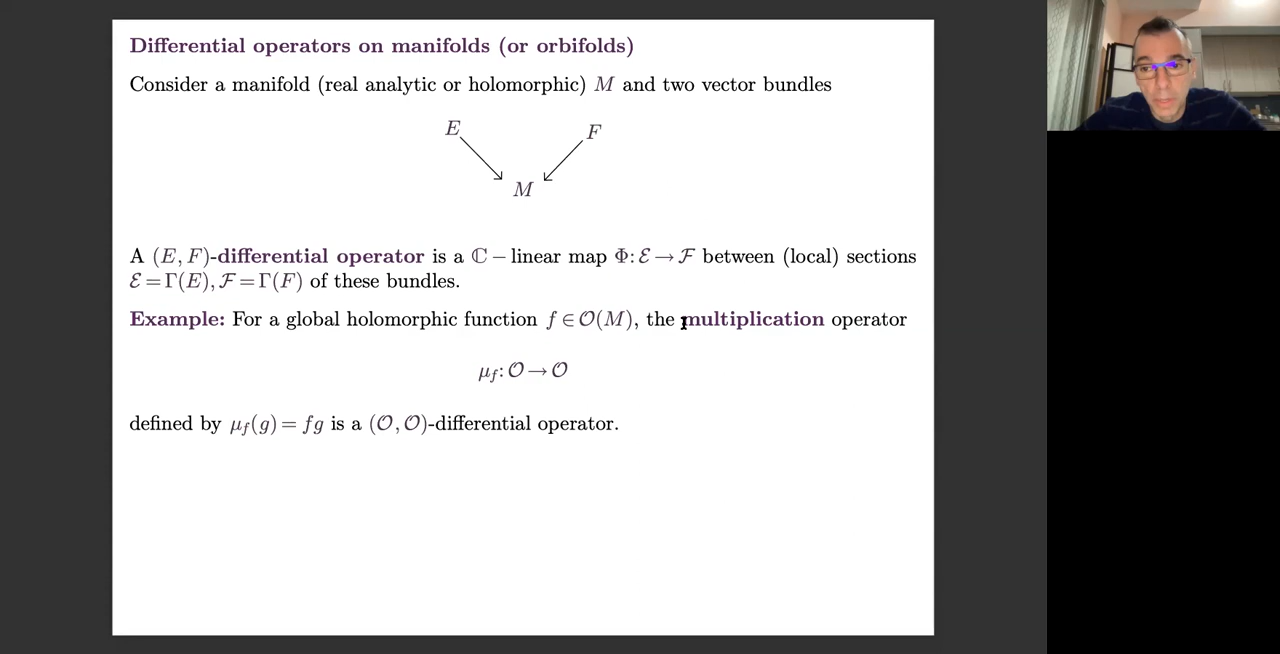 Differential operators on manifolds (or orbifolds)
Consider a manifold (real analytic or holomorphic) M and two vector bundles
E F
M
A (E, F)-differential operator is a ℂ − linear map Φ: ℰ → ℱ between (local) sections
ℰ = Γ(E), ℱ = Γ(F) of these bundles.
Example: For a global holomorphic function f ∈ 𝒪(M), the multiplication operator
μ_f: 𝒪 → 𝒪
defined by μ_f(g) = fg is a (𝒪, 𝒪)-differential operator.